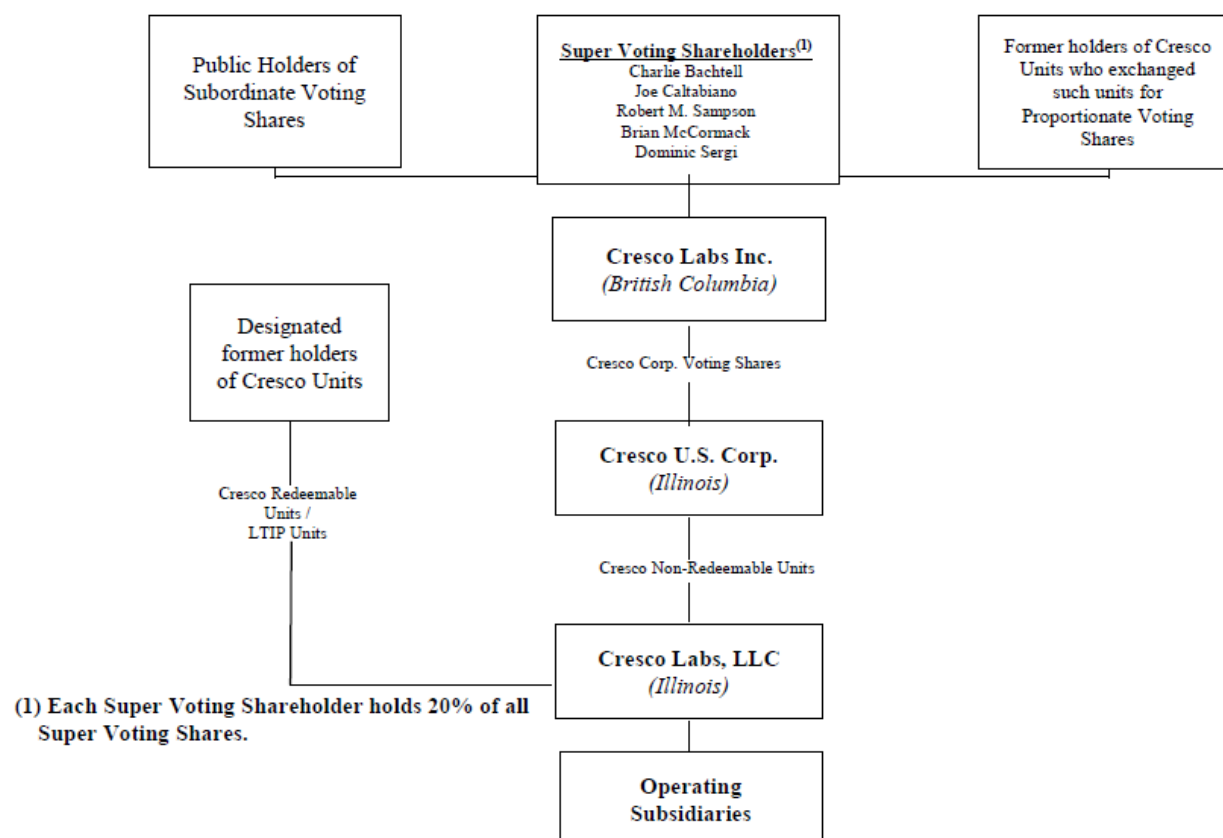 Public Holders of
Subordinate Voting
Shares
Super Voting Shareholders(1)
Charlie Bachtell
Joe Caltabiano
Robert M. Sampson
Brian McCormack
Dominic Sergi
Former holders of Cresco
Units who exchanged
such units for
Proportionate Voting
Shares
Cresco Labs Inc.
(British Columbia)
Designated
former holders
of Cresco Units
Cresco Corp. Voting Shares
Cresco U.S. Corp.
(Illinois)
Cresco Redeemable
Units /
LTIP Units
Cresco Non-Redeemable Units
Cresco Labs, LLC
(Illinois)
(1) Each Super Voting Shareholder holds 20% of all
Super Voting Shares.
Operating
Subsidiaries